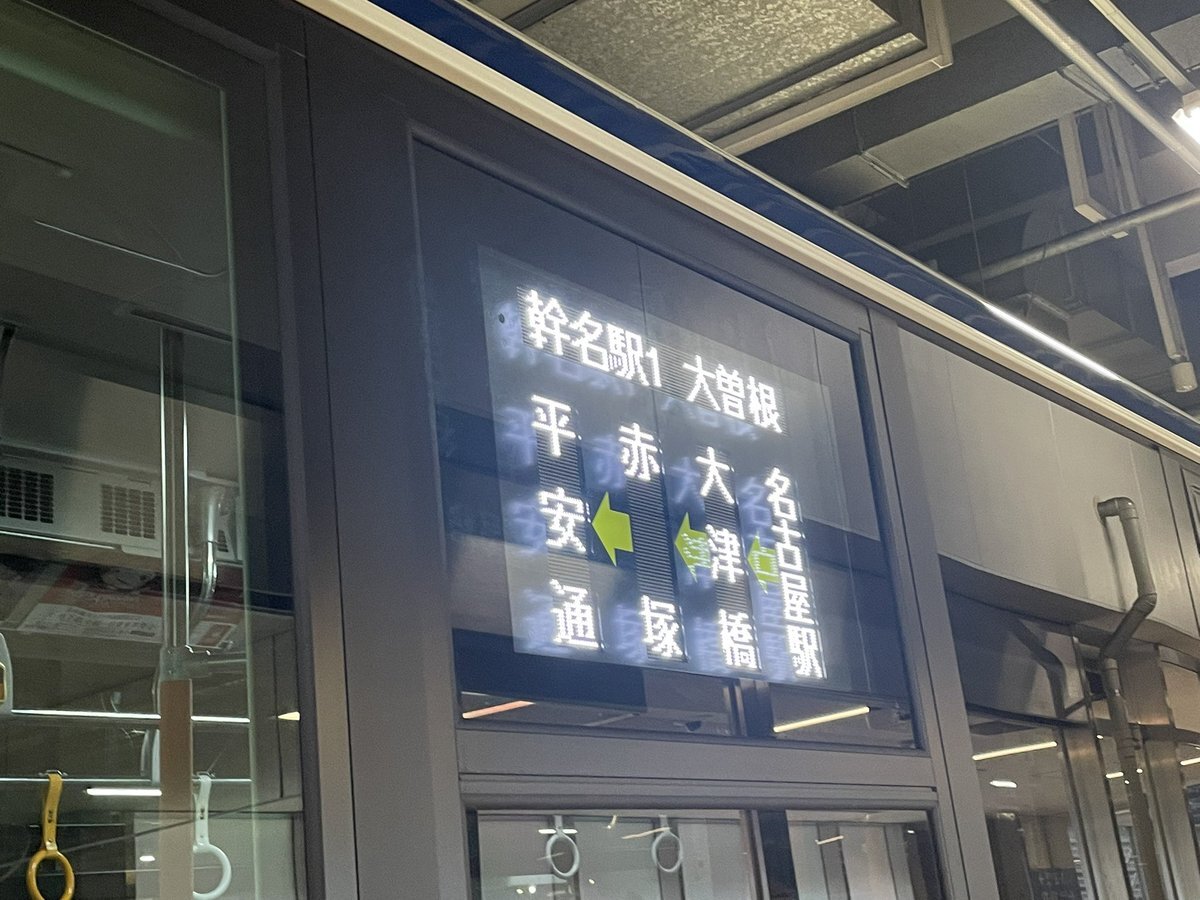 幹名駅1 大曽根
名古屋駅
大津橋
赤塚
平安通